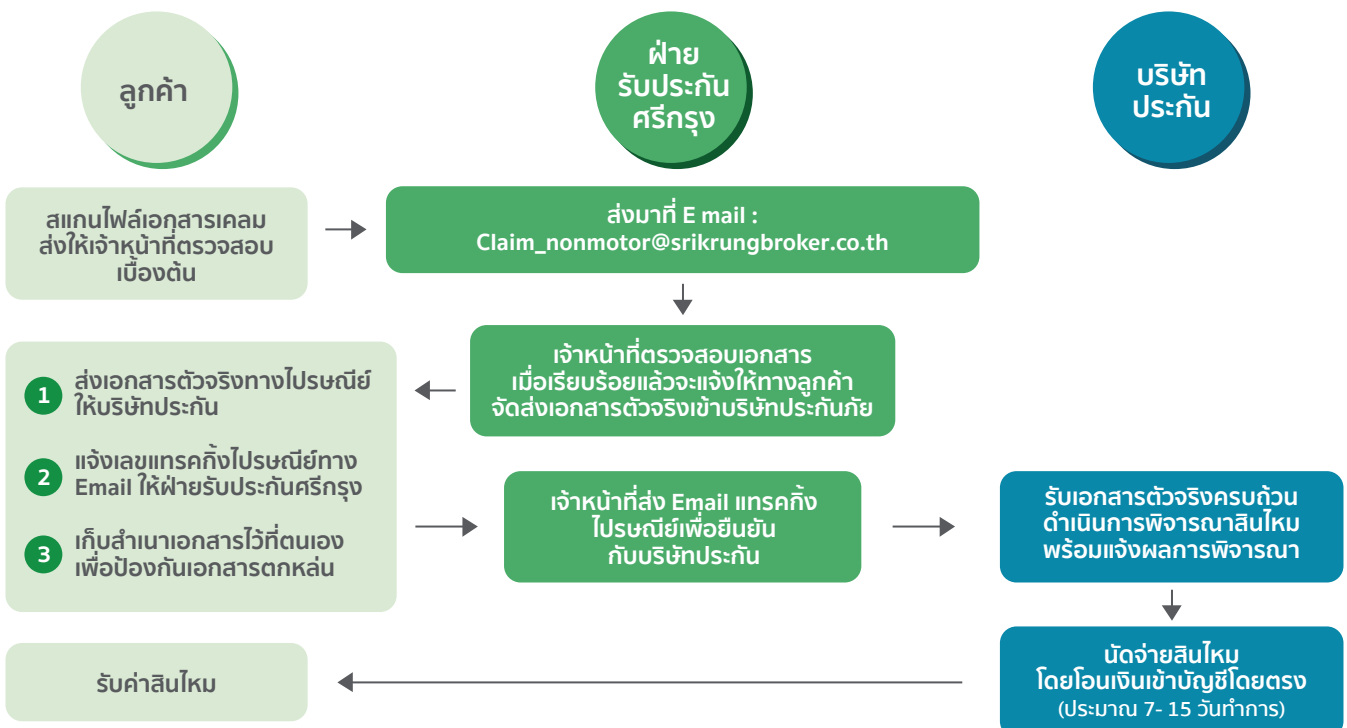 ลูกค้า
ฝ่าย
รับประกัน
ศรีกรุง
บริษัท
ประกัน
สแกนไฟล์เอกสารเคลม
ส่งให้เจ้าหน้าที่ตรวจสอบ
เบื้องต้น
ส่งมาที่ E mail :
Claim_nonmotor@srikrungbroker.co.th
เจ้าหน้าที่ตรวจสอบเอกสาร
เมื่อเรียบร้อยแล้วจะแจ้งให้ทางลูกค้า
จัดส่งเอกสารตัวจริงเข้าบริษัทประกันภัย
1 ส่งเอกสารตัวจริงทางไปรษณีย์
ให้บริษัทประกัน
2 แจ้งเลขแทรคกิ้งไปรษณีย์ทาง
Email ให้ฝ่ายรับประกันศรีกรุง
3 เก็บสำเนาเอกสารไว้ที่ตนเอง
เพื่อป้องกันเอกสารตกหล่น
เจ้าหน้าที่ส่ง Email แทรคกิ้ง
ไปรษณีย์เพื่อยืนยัน
กับบริษัทประกัน
รับเอกสารตัวจริงครบถ้วน
ดำเนินการพิจารณาสินไหม
พร้อมแจ้งผลการพิจารณา
นัดจ่ายสินไหม
โดยโอนเงินเข้าบัญชีโดยตรง
(ประมาณ 7- 15 วันทำการ)
รับค่าสินไหม